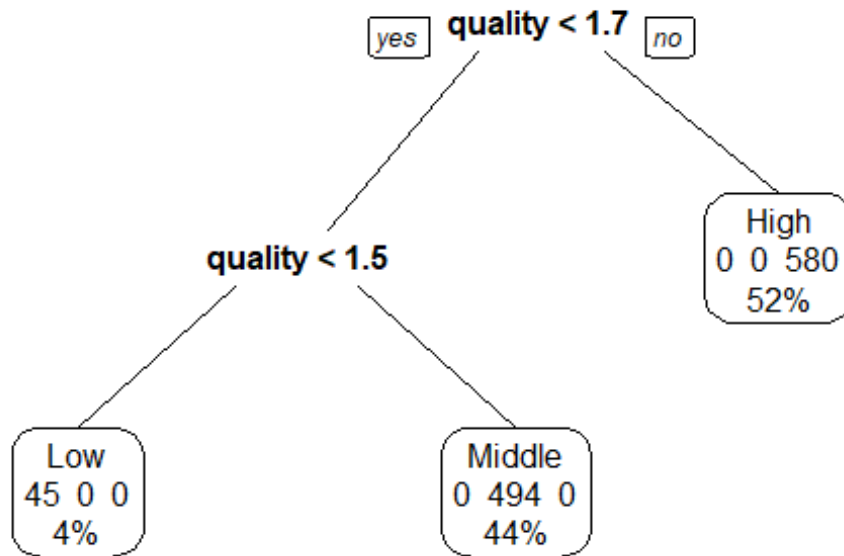 yes quality < 1.7 no
quality < 1.5
High
0 0 580
52%
Low
45 0 0
4%
Middle
0 494 0
44%